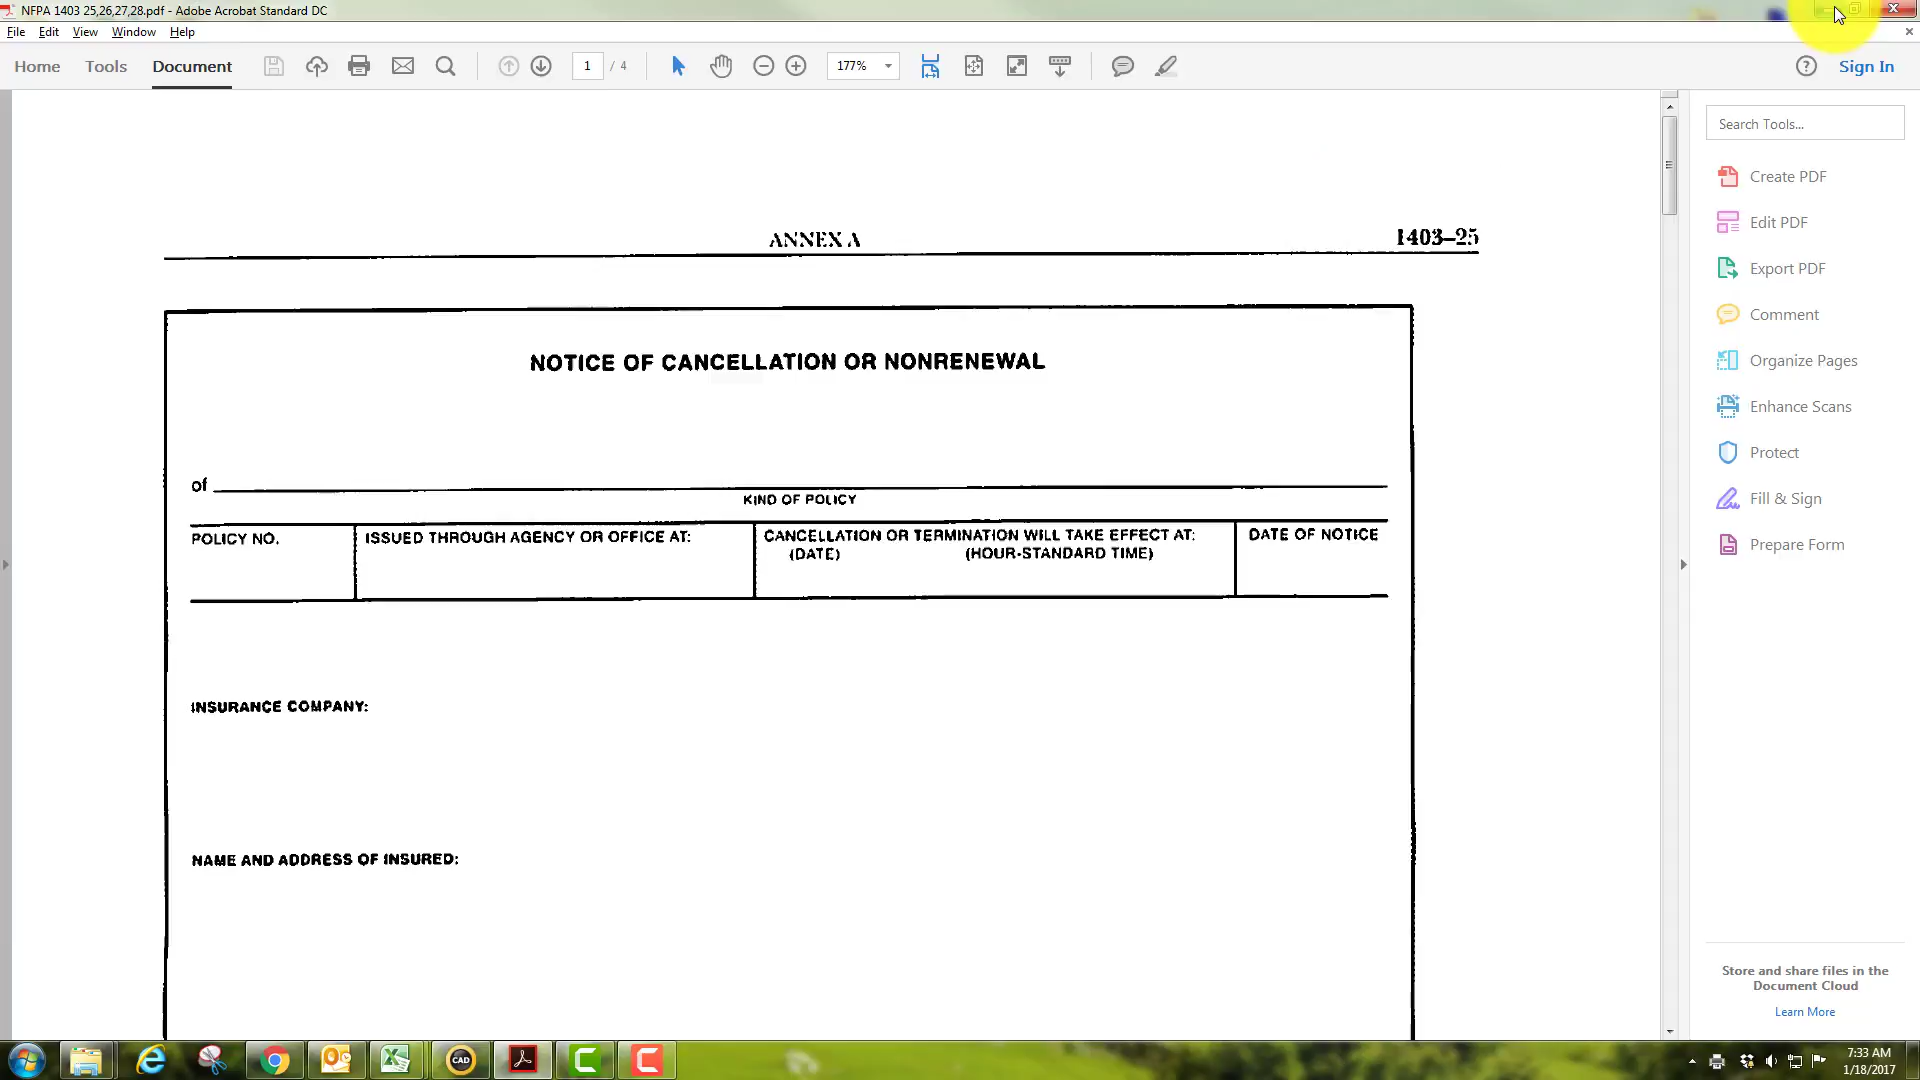 NFPA 1403 25,26,27,28.pdf - Adobe Acrobat Standard DC
File Edit View Window Help
Home Tools Document 1 / 4 177% Sign In
Search Tools...
Create PDF
Edit PDF
Export PDF
Comment
Organize Pages
Enhance Scans
Protect
Fill & Sign
Prepare Form
Store and share files in the
Document Cloud
Learn More
ANNEX A 1403–25
NOTICE OF CANCELLATION OR NONRENEWAL
of
KIND OF POLICY
POLICY NO. ISSUED THROUGH AGENCY OR OFFICE AT: CANCELLATION OR TERMINATION WILL TAKE EFFECT AT: DATE OF NOTICE
(DATE) (HOUR-STANDARD TIME)
INSURANCE COMPANY:
NAME AND ADDRESS OF INSURED:
CAD
7:33 AM
1/18/2017